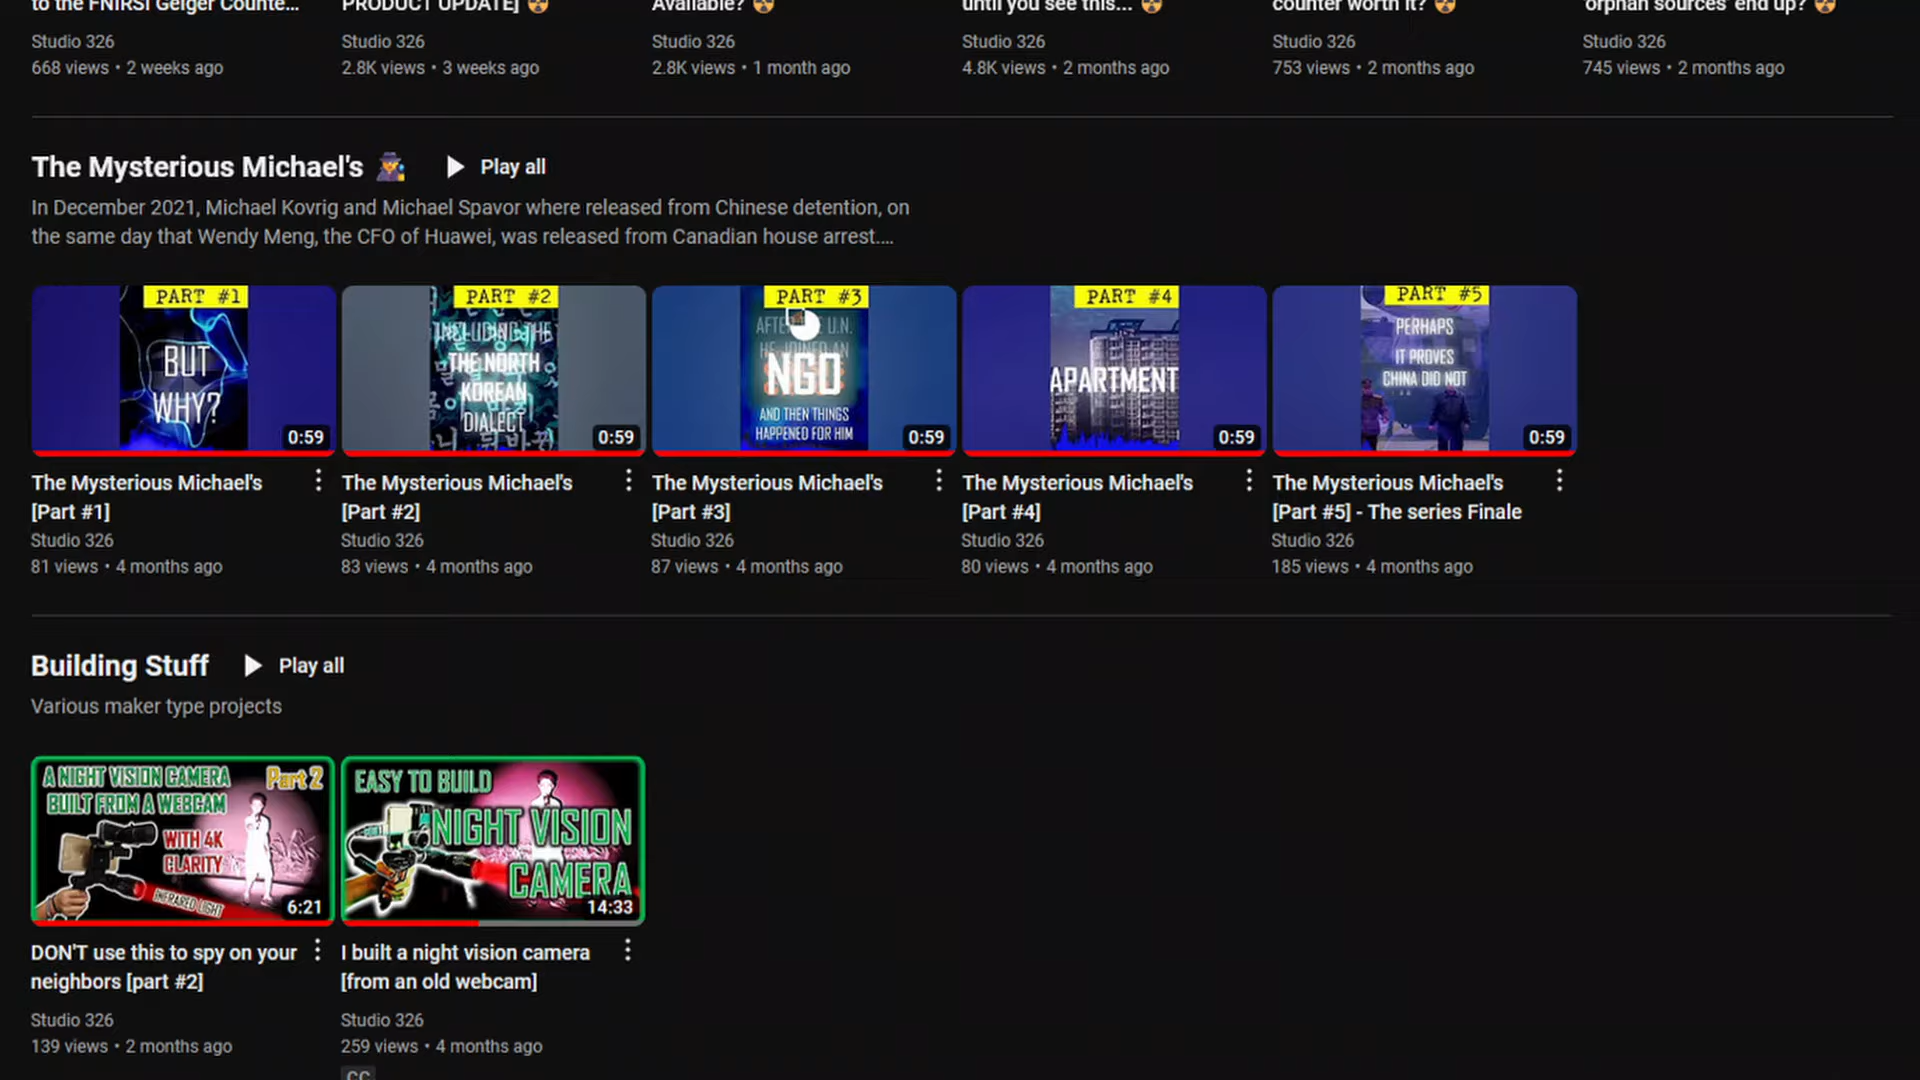 to the FNIRSI Geiger Counte...
PRODUCT UPDATE]
Available?
until you see this...
counter worth it?
orphan sources' end up?
Studio 326
Studio 326
Studio 326
Studio 326
Studio 326
Studio 326
668 views • 2 weeks ago
2.8K views • 3 weeks ago
2.8K views • 1 month ago
4.8K views • 2 months ago
753 views • 2 months ago
745 views • 2 months ago
The Mysterious Michael's
Play all
In December 2021, Michael Kovrig and Michael Spavor where released from Chinese detention, on
the same day that Wendy Meng, the CFO of Huawei, was released from Canadian house arrest....
PART #1
BUT
WHY?
0:59
PART #2
INCLUDING THE
THE NORTH
KOREAN
DIALECT
0:59
PART #3
U.N.
HE JOINED AN
NGO
AND THEN THINGS
HAPPENED FOR HIM
0:59
PART #4
APARTMENT
0:59
PART #5
PERHAPS
IT PROVES
CHINA DID NOT
0:59
The Mysterious Michael's
[Part #1]
Studio 326
81 views • 4 months ago
The Mysterious Michael's
[Part #2]
Studio 326
83 views • 4 months ago
The Mysterious Michael's
[Part #3]
Studio 326
87 views • 4 months ago
The Mysterious Michael's
[Part #4]
Studio 326
80 views • 4 months ago
The Mysterious Michael's
[Part #5] - The series Finale
Studio 326
185 views • 4 months ago
Building Stuff
Play all
Various maker type projects
A NIGHT VISION CAMERA
BUILT FROM A WEBCAM
Part 2
WITH 4K
CLARITY
INFRARED LIGHT
6:21
EASY TO BUILD
NIGHT VISION
CAMERA
14:33
DON'T use this to spy on your
neighbors [part #2]
Studio 326
139 views • 2 months ago
I built a night vision camera
[from an old webcam]
Studio 326
259 views • 4 months ago
CC